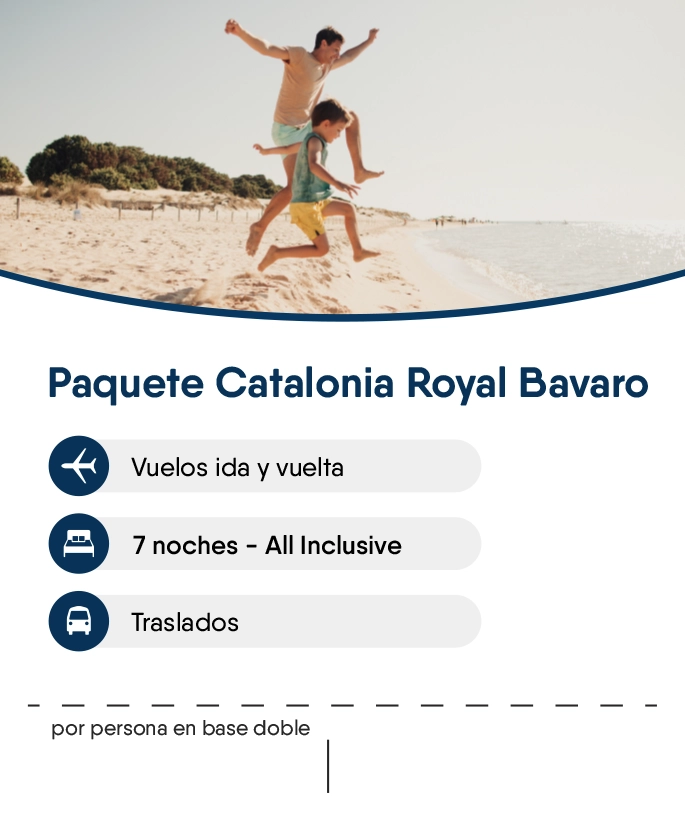 Paquete Catalonia Royal Bavaro
Vuelos ida y vuelta
7 noches - All Inclusive
Traslados
por persona en base doble